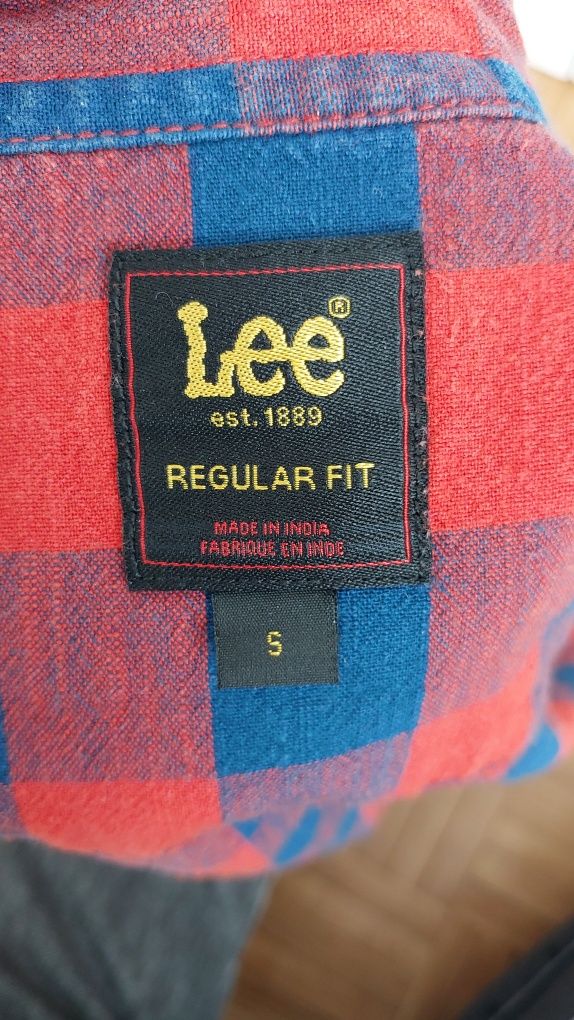 Lee®
est. 1889
REGULAR FIT
MADE IN INDIA
FABRIQUE EN INDE
S